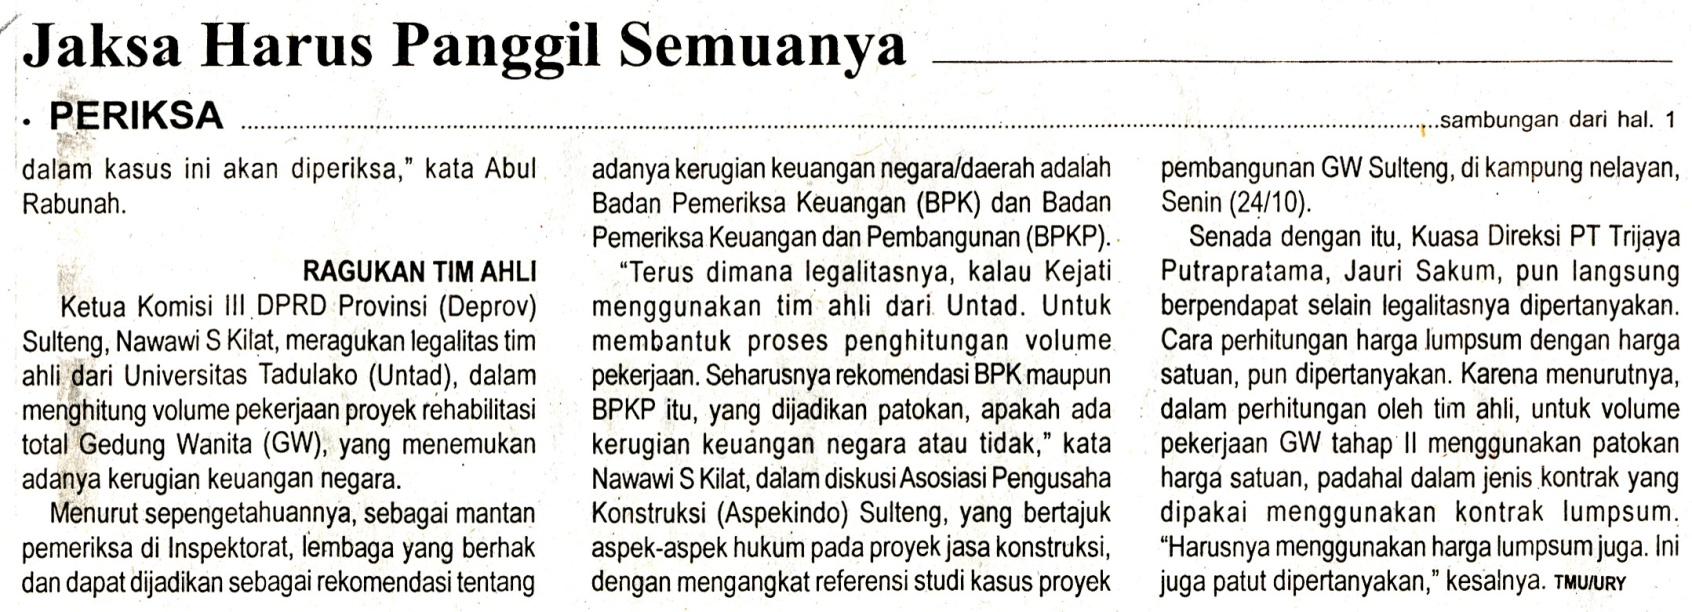 Jaksa Harus Panggil Semuanya
• PERIKSA ...sambungan dari hal. 1
dalam kasus ini akan diperiksa,” kata Abul
Rabunah.
RAGUKAN TIM AHLI
Ketua Komisi III DPRD Provinsi (Deprov)
Sulteng, Nawawi S Kilat, meragukan legalitas tim
ahli dari Universitas Tadulako (Untad), dalam
menghitung volume pekerjaan proyek rehabilitasi
total Gedung Wanita (GW), yang menemukan
adanya kerugian keuangan negara.
Menurut sepengetahuannya, sebagai mantan
pemeriksa di Inspektorat, lembaga yang berhak
dan dapat dijadikan sebagai rekomendasi tentang
adanya kerugian keuangan negara/daerah adalah
Badan Pemeriksa Keuangan (BPK) dan Badan
Pemeriksa Keuangan dan Pembangunan (BPKP).
“Terus dimana legalitasnya, kalau Kejati
menggunakan tim ahli dari Untad. Untuk
membantuk proses penghitungan volume
pekerjaan. Seharusnya rekomendasi BPK maupun
BPKP itu, yang dijadikan patokan, apakah ada
kerugian keuangan negara atau tidak,” kata
Nawawi S Kilat, dalam diskusi Asosiasi Pengusaha
Konstruksi (Aspekindo) Sulteng, yang bertajuk
aspek-aspek hukum pada proyek jasa konstruksi,
dengan mengangkat referensi studi kasus proyek
pembangunan GW Sulteng, di kampung nelayan,
Senin (24/10).
Senada dengan itu, Kuasa Direksi PT Trijaya
Putrapratama, Jauri Sakum, pun langsung
berpendapat selain legalitasnya dipertanyakan.
Cara perhitungan harga lumpsum dengan harga
satuan, pun dipertanyakan. Karena menurutnya,
dalam perhitungan oleh tim ahli, untuk volume
pekerjaan GW tahap II menggunakan patokan
harga satuan, padahal dalam jenis kontrak yang
dipakai menggunakan kontrak lumpsum.
“Harusnya menggunakan harga lumpsum juga. Ini
juga patut dipertanyakan,” kesalnya. TMU/URY